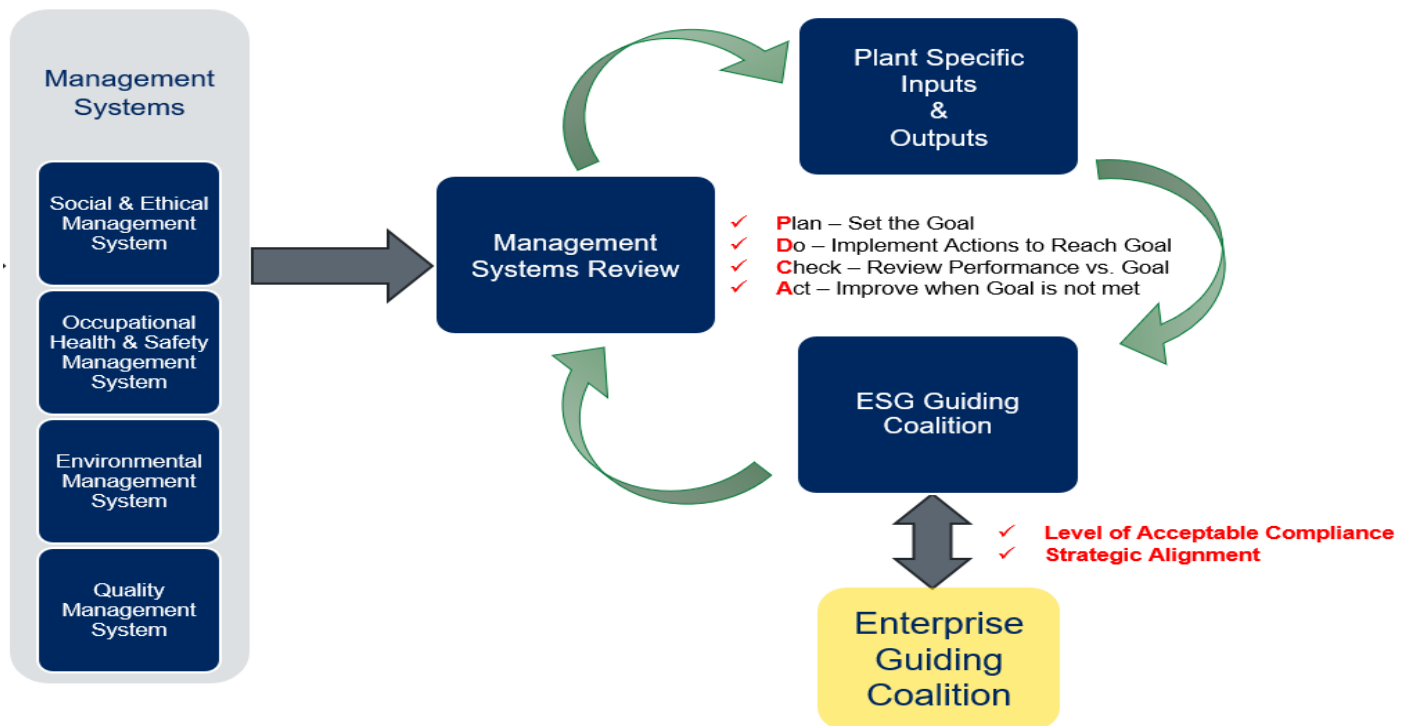 Management
Systems
Social & Ethical
Management
System
Occupational
Health & Safety
Management
System
Environmental
Management
System
Quality
Management
System
Management
Systems Review
Plant Specific
Inputs
&
Outputs
✓ Plan – Set the Goal
✓ Do – Implement Actions to Reach Goal
✓ Check – Review Performance vs. Goal
✓ Act – Improve when Goal is not met
ESG Guiding
Coalition
✓ Level of Acceptable Compliance
✓ Strategic Alignment
Enterprise
Guiding
Coalition